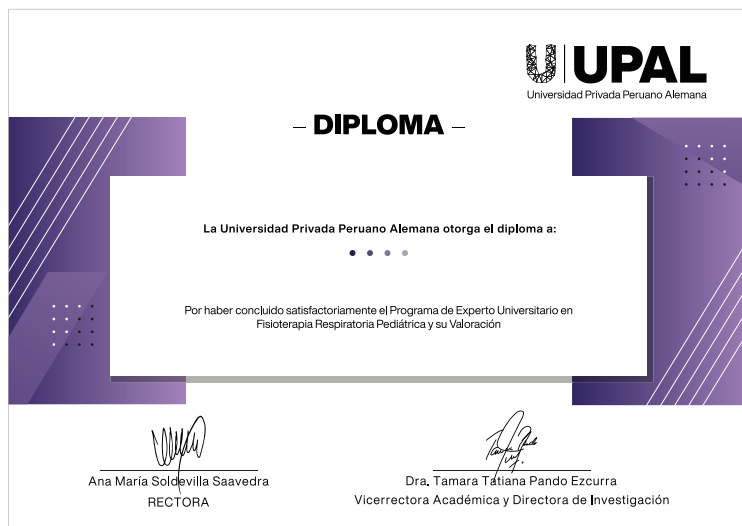 UPAL
Universidad Privada Peruano Alemana
– DIPLOMA –
La Universidad Privada Peruano Alemana otorga el diploma a:
Por haber concluido satisfactoriamente el Programa de Experto Universitario en
Fisioterapia Respiratoria Pediátrica y su Valoración
Ana María Soldevilla Saavedra
RECTORA
Dra. Tamara Tatiana Pando Ezcurra
Vicerrectora Académica y Directora de Investigación